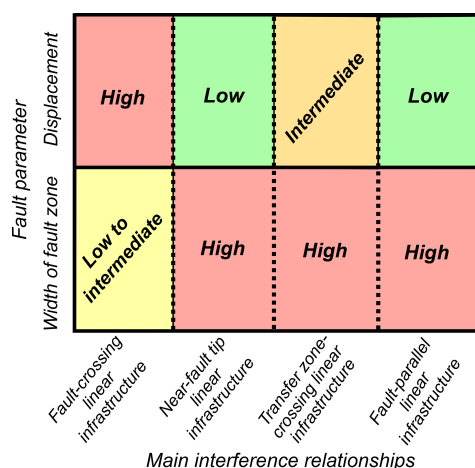 Fault parameter
Displacement
High
Low
Intermediate
Low
Width of fault zone
Low to
intermediate
High
High
High
Fault-crossing
linear
infrastructure
Near-fault tip
linear
infrastructure
Transfer zone-
crossing linear
infrastructure
Fault-parallel
linear
infrastructure
Main interference relationships